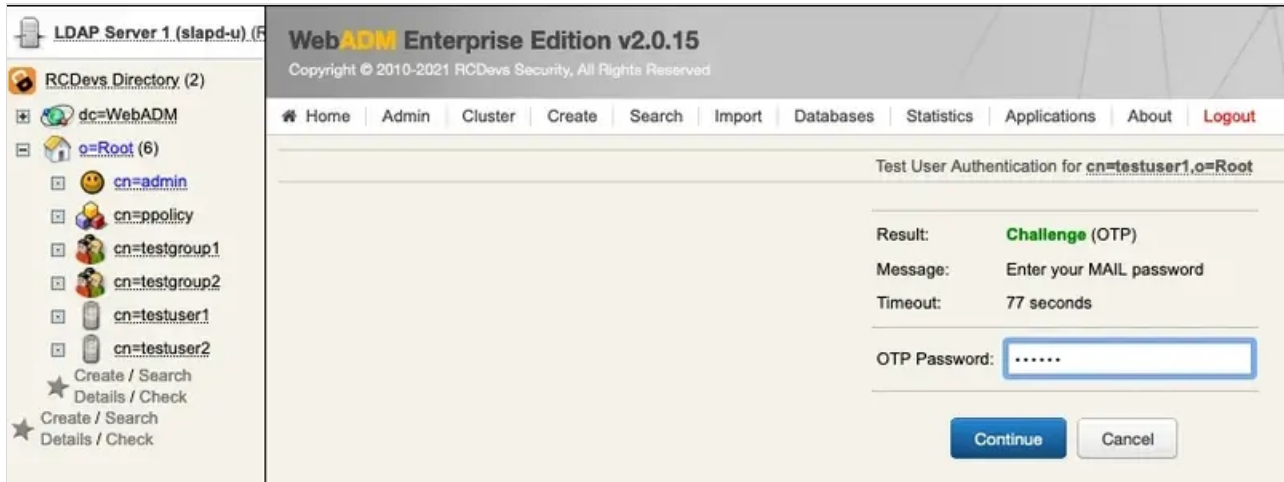 LDAP Server 1 (slapd-u) (R
RCDevs Directory (2)
dc=WebADM
o=Root (6)
cn=admin
cn=ppolicy
cn=testgroup1
cn=testgroup2
cn=testuser1
cn=testuser2
Create / Search
Details / Check
Create / Search
Details / Check
WebADM Enterprise Edition v2.0.15
Copyright © 2010-2021 RCDevs Security, All Rights Reserved
Home Admin Cluster Create Search Import Databases Statistics Applications About Logout
Test User Authentication for cn=testuser1,o=Root
Result: Challenge (OTP)
Message: Enter your MAIL password
Timeout: 77 seconds
OTP Password: ······
Continue Cancel